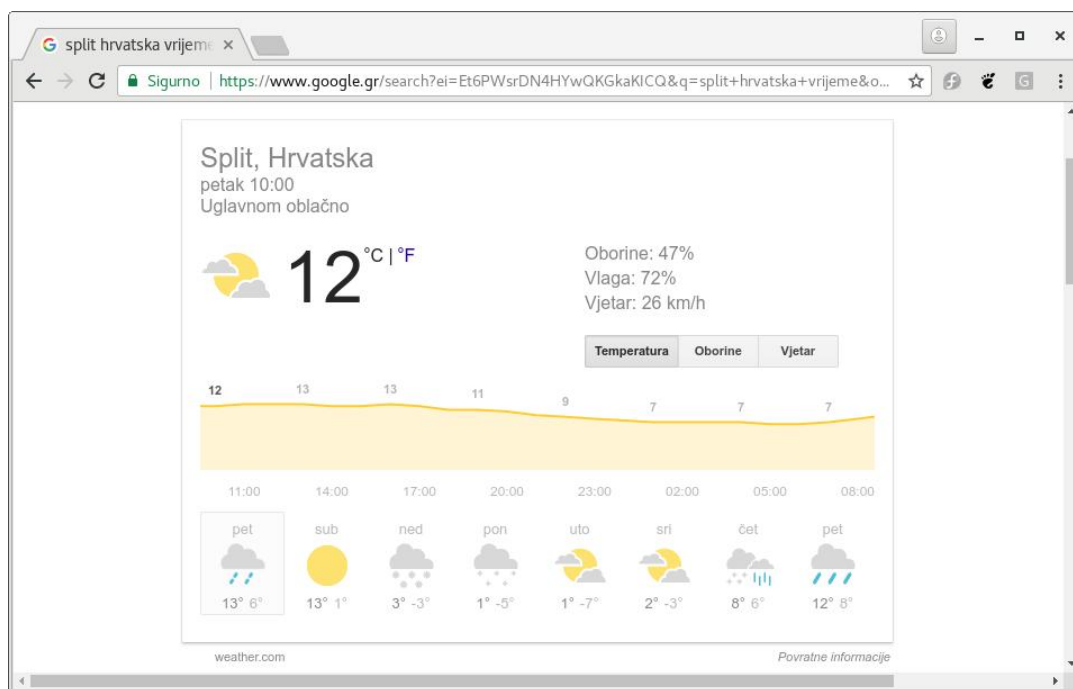 split hrvatska vrijeme
Sigurno | https://www.google.gr/search?ei=Et6PWsrDN4HYwQKGkaKICQ&q=split+hrvatska+vrijeme&o...
Split, Hrvatska
petak 10:00
Uglavnom oblačno
12 °C | °F
Oborine: 47%
Vlaga: 72%
Vjetar: 26 km/h
Temperatura Oborine Vjetar
12 13 13 11 9 7 7 7
11:00 14:00 17:00 20:00 23:00 02:00 05:00 08:00
pet sub ned pon uto sri čet pet
13° 6° 13° 1° 3° -3° 1° -5° 1° -7° 2° -3° 8° 6° 12° 8°
weather.com Povratne informacije